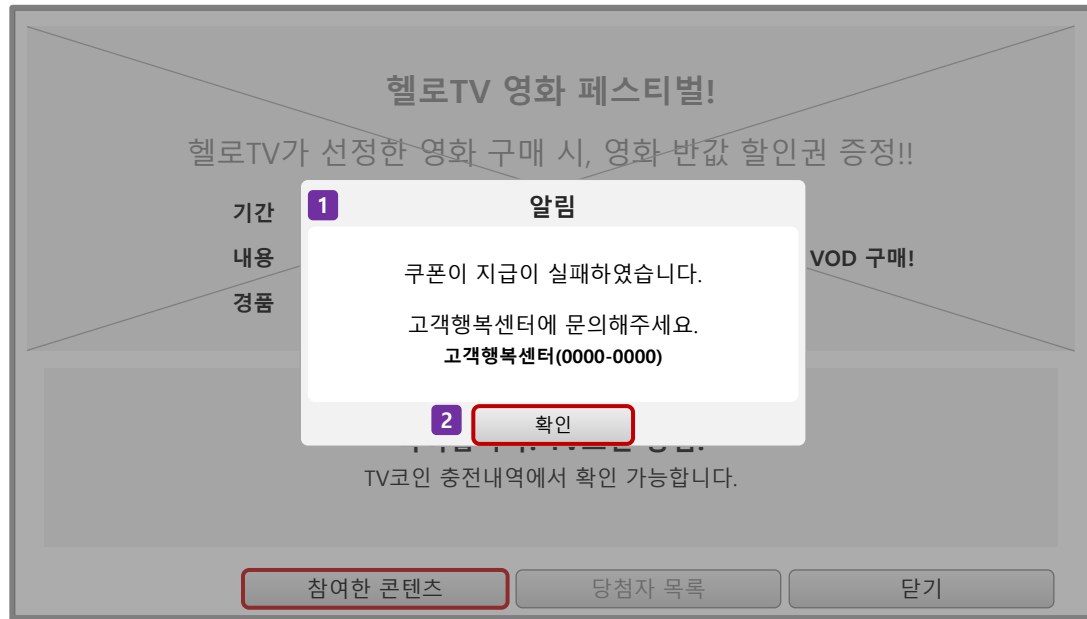 헬로TV 영화 페스티벌!
헬로TV가 선정한 영화 구매 시, 영화 반값 할인권 증정!!
기간
내용 VOD 구매!
경품
1 알림
쿠폰이 지급이 실패하였습니다.
고객행복센터에 문의해주세요.
고객행복센터(0000-0000)
2 확인
TV코인 충전내역에서 확인 가능합니다.
참여한 콘텐츠 당첨자 목록 닫기